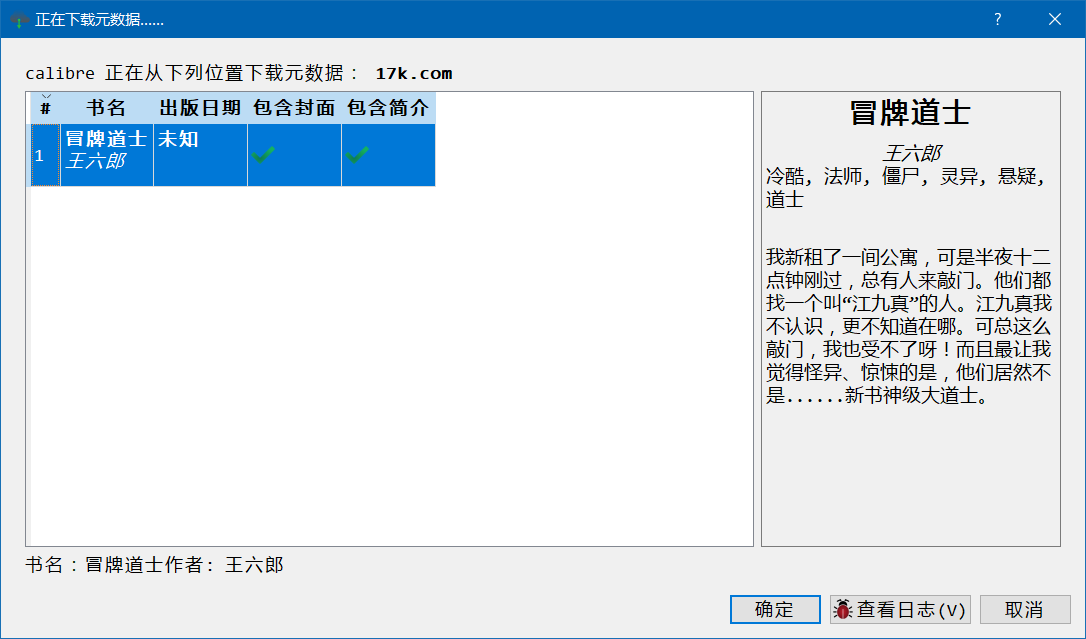 正在下载元数据......
?
calibre 正在从下列位置下载元数据： 17k.com
# 书名 出版日期 包含封面 包含简介
1 冒牌道士 未知
王六郎
冒牌道士
王六郎
冷酷, 法师, 僵尸, 灵异, 悬疑,
道士
我新租了一间公寓，可是半夜十二
点钟刚过，总有人来敲门。他们都
找一个叫“江九真”的人。江九真我
不认识，更不知道在哪。可总这么
敲门，我也受不了呀！而且最让我
觉得怪异、惊悚的是，他们居然不
是......新书神级大道士。
书名：冒牌道士作者: 王六郎
确定 查看日志(V) 取消